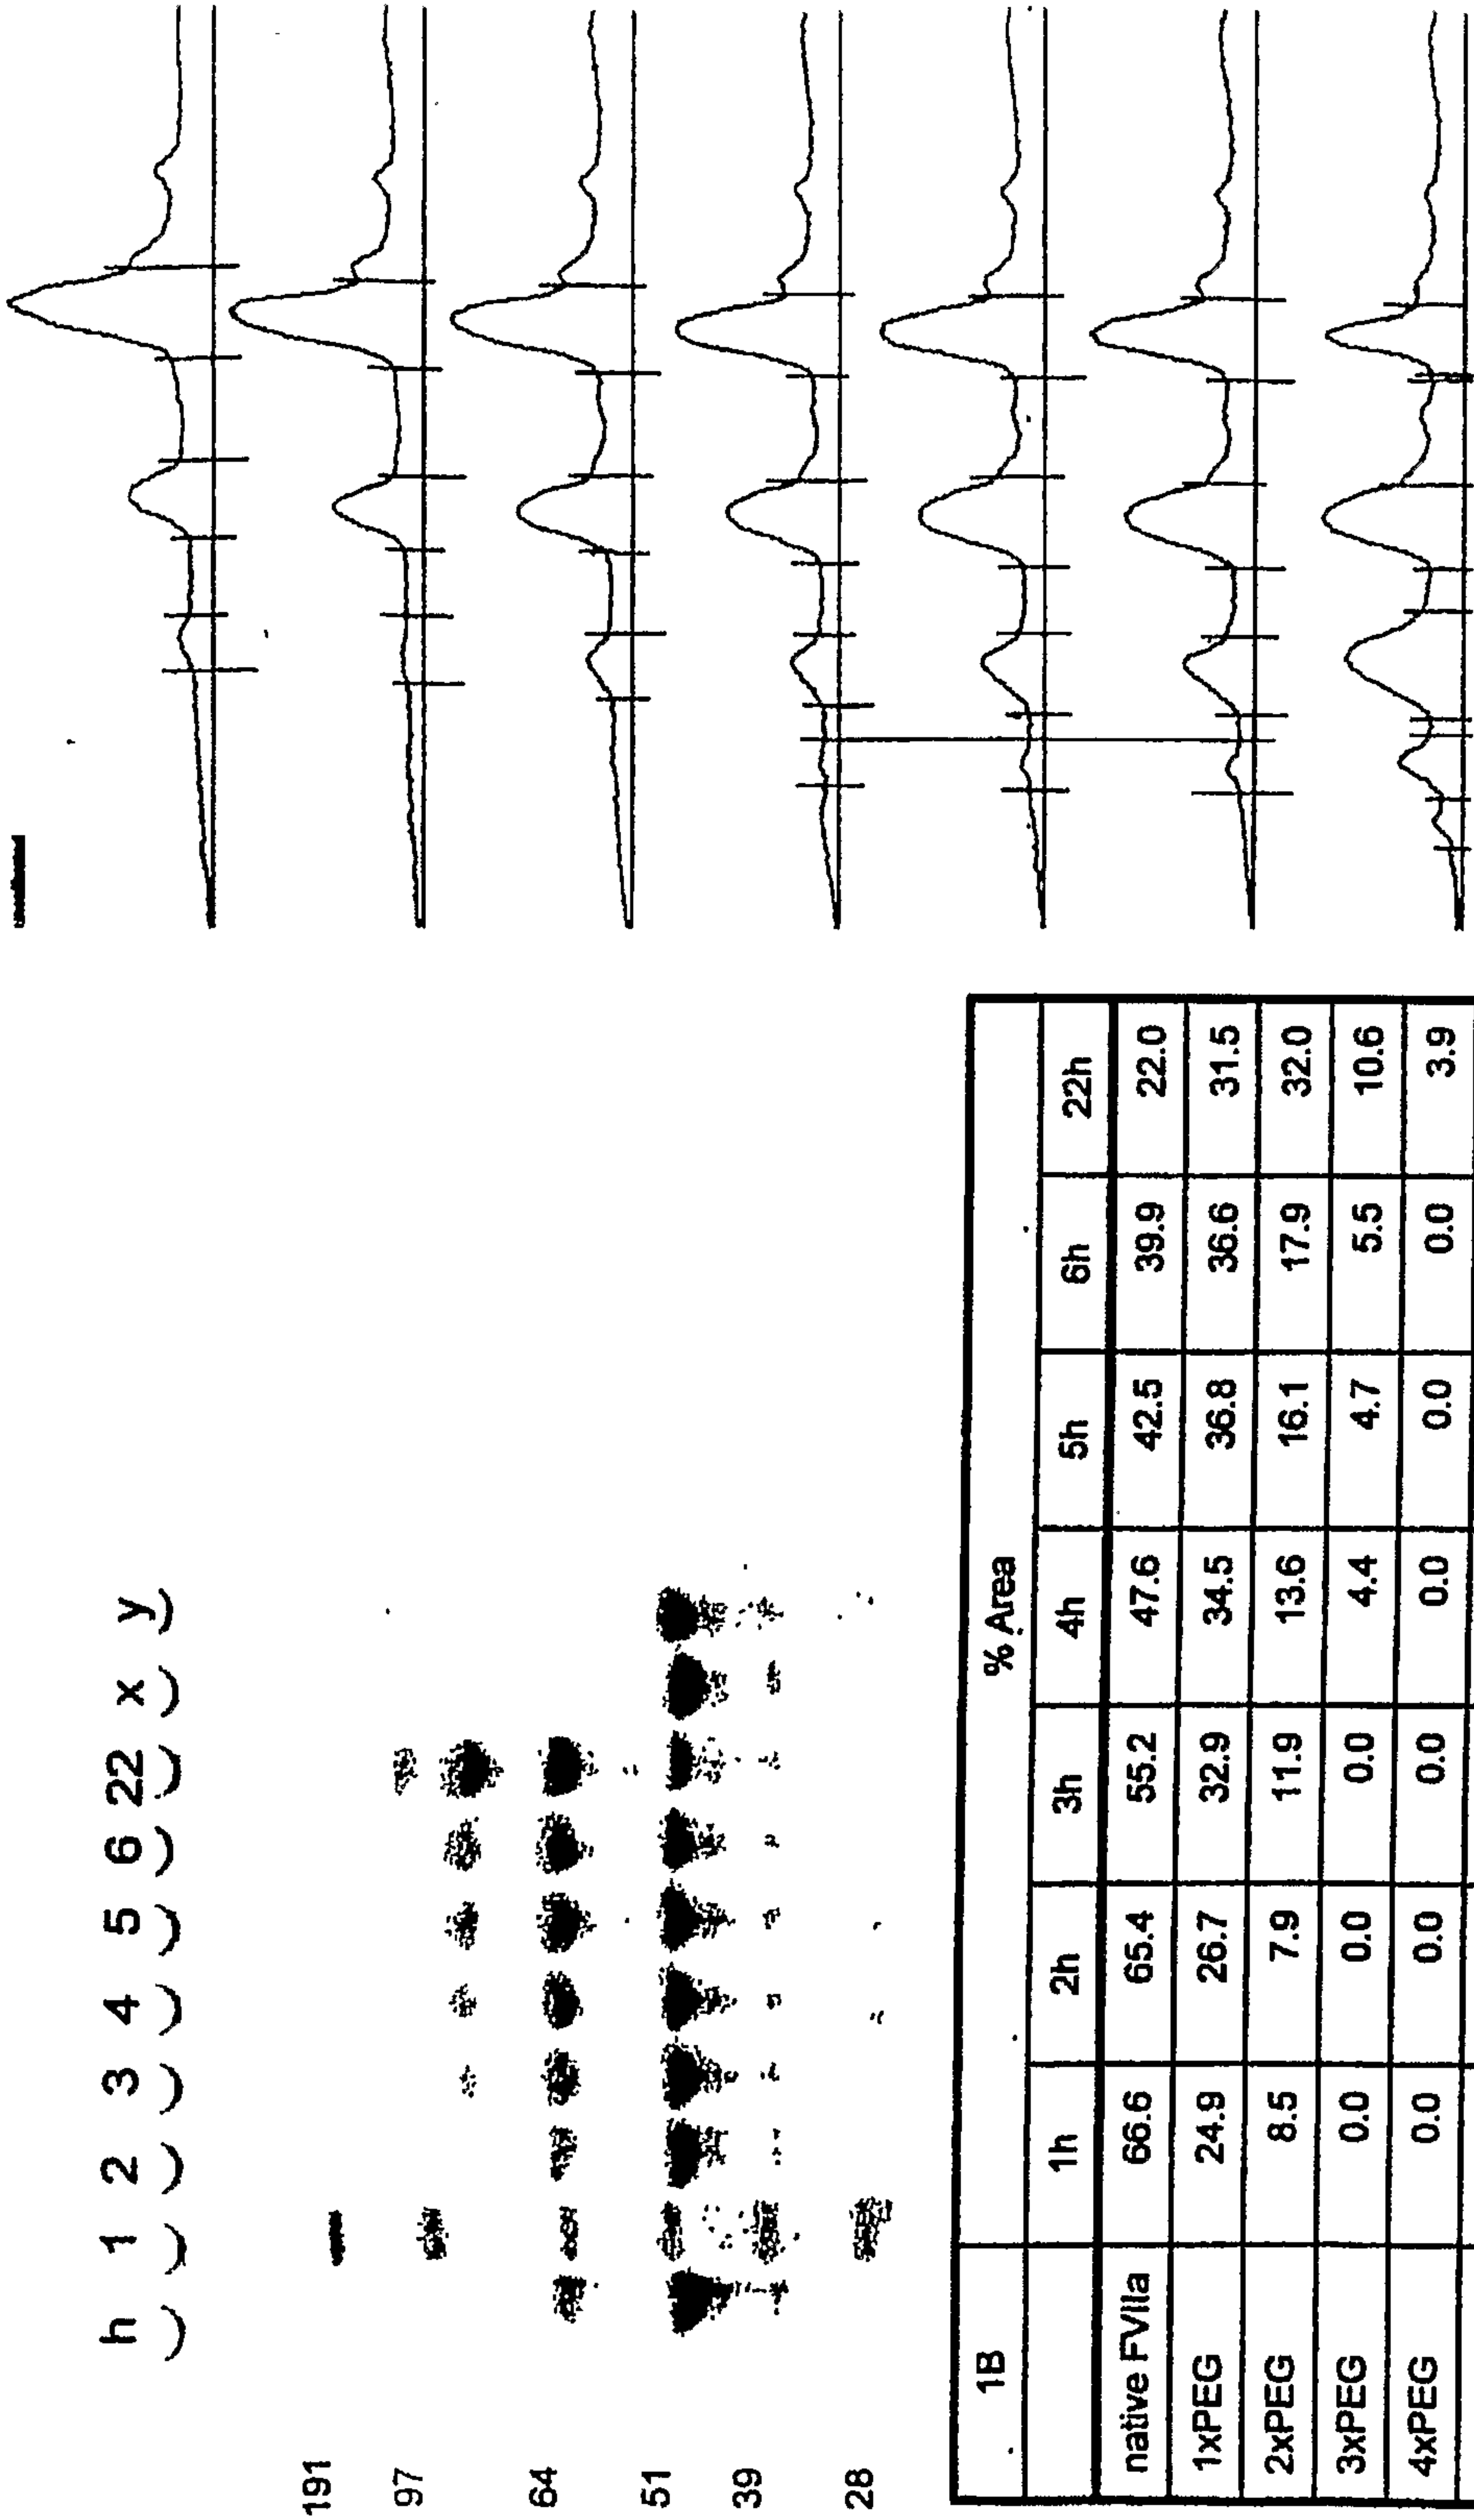 h 1 2 3 4 5 6 22 x y
) ) ) ) ) ) ) ) ) )
191
97
64
51
39
28
1B % Area
1h 2h 3h 4h 5h 6h 22h
native FVIIa 66.6 65.4 55.2 47.6 42.5 39.9 22.0
1xPEG 24.9 26.7 32.9 34.5 36.8 36.6 31.5
2xPEG 8.5 7.9 11.9 13.6 16.1 17.9 32.0
3xPEG 0.0 0.0 0.0 4.4 4.7 5.5 10.6
4xPEG 0.0 0.0 0.0 0.0 0.0 0.0 3.9